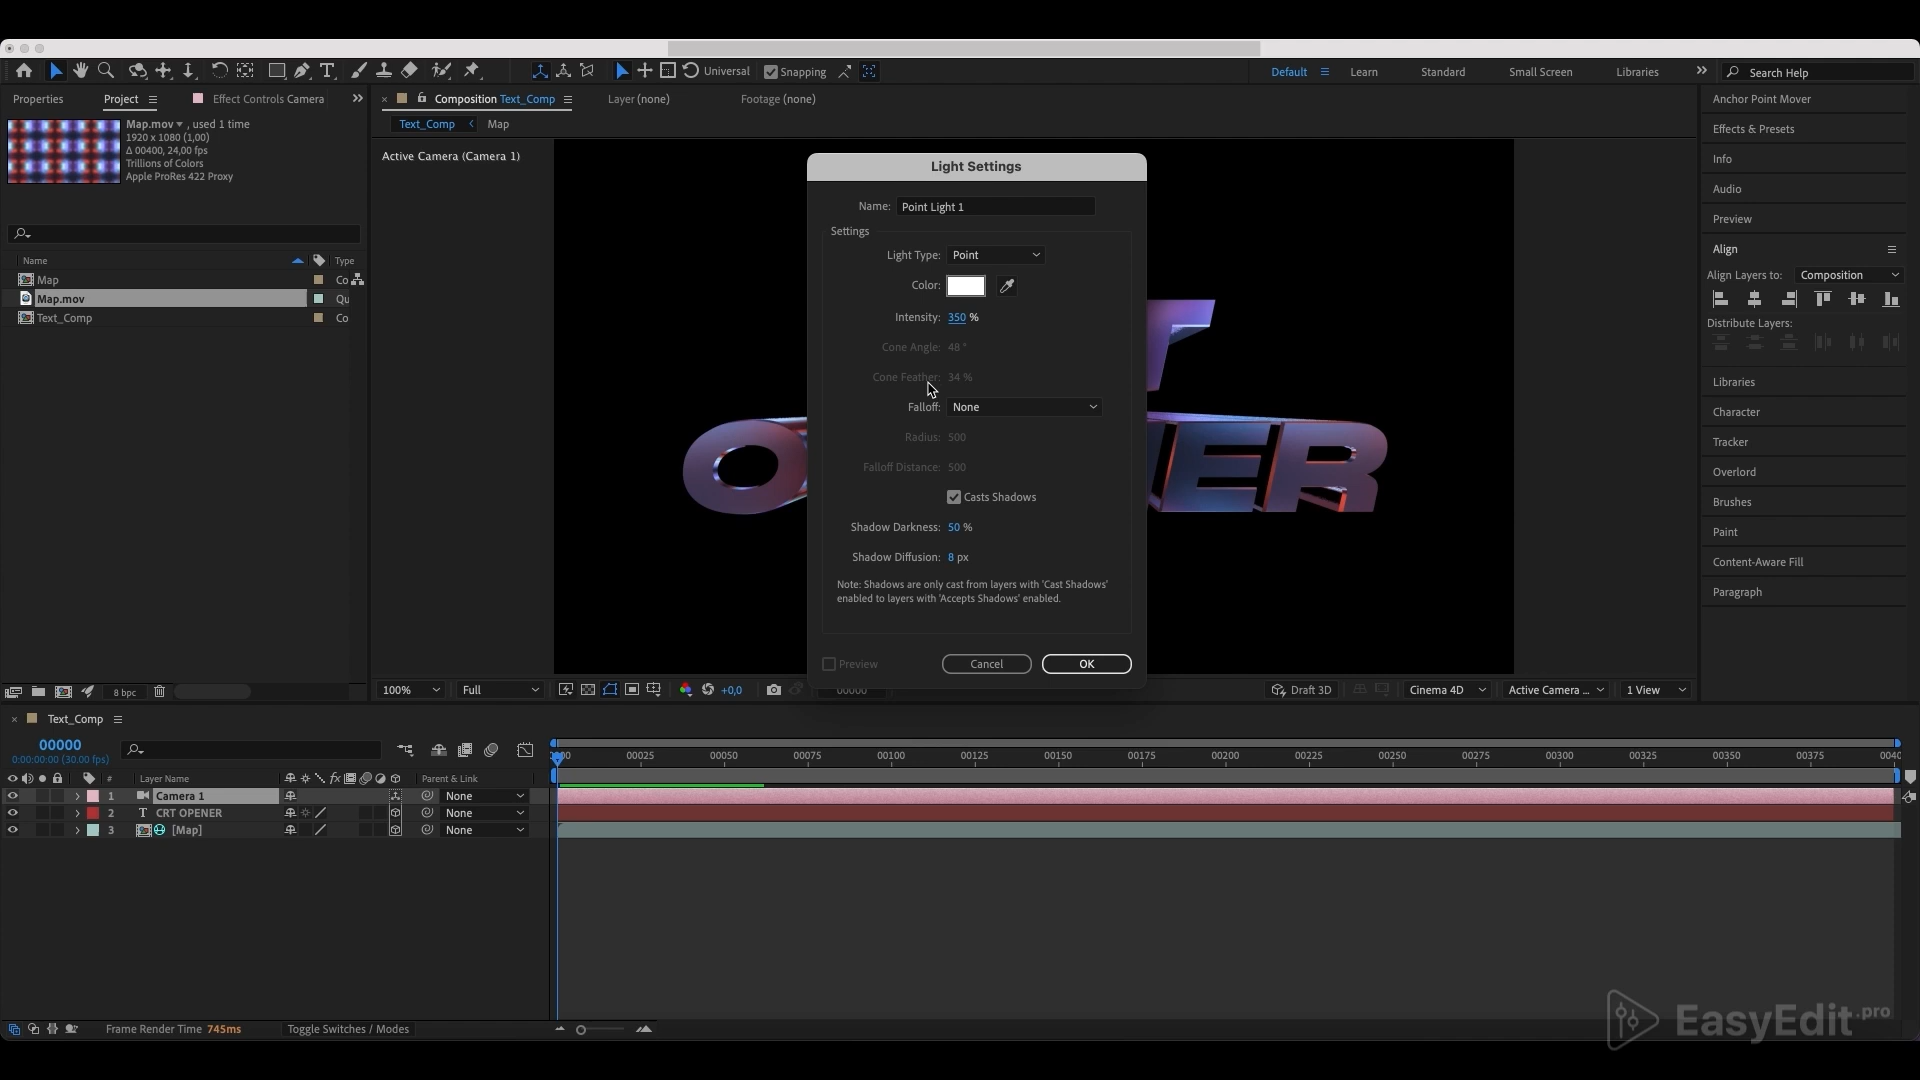 Universal
Snapping
Default
Learn
Standard
Small Screen
Libraries
Search Help
Properties
Project
Effect Controls Camera
Composition Text_Comp
Layer (none)
Footage (none)
Text_Comp
Map
Map.mov , used 1 time
1920 x 1080 (1,00)
Δ 00400, 24,00 fps
Trillions of Colors
Apple ProRes 422 Proxy
Name
Type
Map
Co
Map.mov
Qu
Text_Comp
Co
8 bpc
Active Camera (Camera 1)
Light Settings
Name: Point Light 1
Settings
Light Type: Point
Color:
Intensity: 350 %
Cone Angle: 48 °
Cone Feather: 34 %
Falloff: None
Radius: 500
Falloff Distance: 500
Casts Shadows
Shadow Darkness: 50 %
Shadow Diffusion: 8 px
Note: Shadows are only cast from layers with 'Cast Shadows'
enabled to layers with 'Accepts Shadows' enabled.
Preview
Cancel
OK
100%
Full
+0,0
00000
Draft 3D
Cinema 4D
Active Camera ...
1 View
Anchor Point Mover
Effects & Presets
Info
Audio
Preview
Align
Align Layers to: Composition
Distribute Layers:
Libraries
Character
Tracker
Overlord
Brushes
Paint
Content-Aware Fill
Paragraph
Text_Comp
00000
0:00:00:00 (30.00 fps)
# Layer Name
fx
Parent & Link
1 Camera 1 None
2 T CRT OPENER None
3 [Map] None
00025 00050 00075 00100 00125 00150 00175 00200 00225 00250 00275 00300 00325 00350 00375
Frame Render Time 745ms
Toggle Switches / Modes
EasyEdit.pro